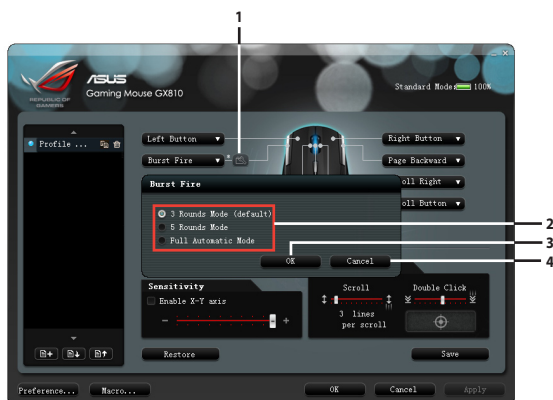 1
ASUS
Gaming Mouse GX810
REPUBLIC OF
GAMERS
Standard Mode: 100%
Profile ...
Left Button
Right Button
Burst Fire
Page Backward
Burst Fire
oll Right
oll Button
3 Rounds Mode (default)
5 Rounds Mode
Full Automatic Mode
2
3
4
OK
Cancel
Sensitivity
Enable X-Y axis
- +
Scroll
Double Click
3 lines
per scroll
Restore
Save
Preference...
Macro...
OK
Cancel
Apply